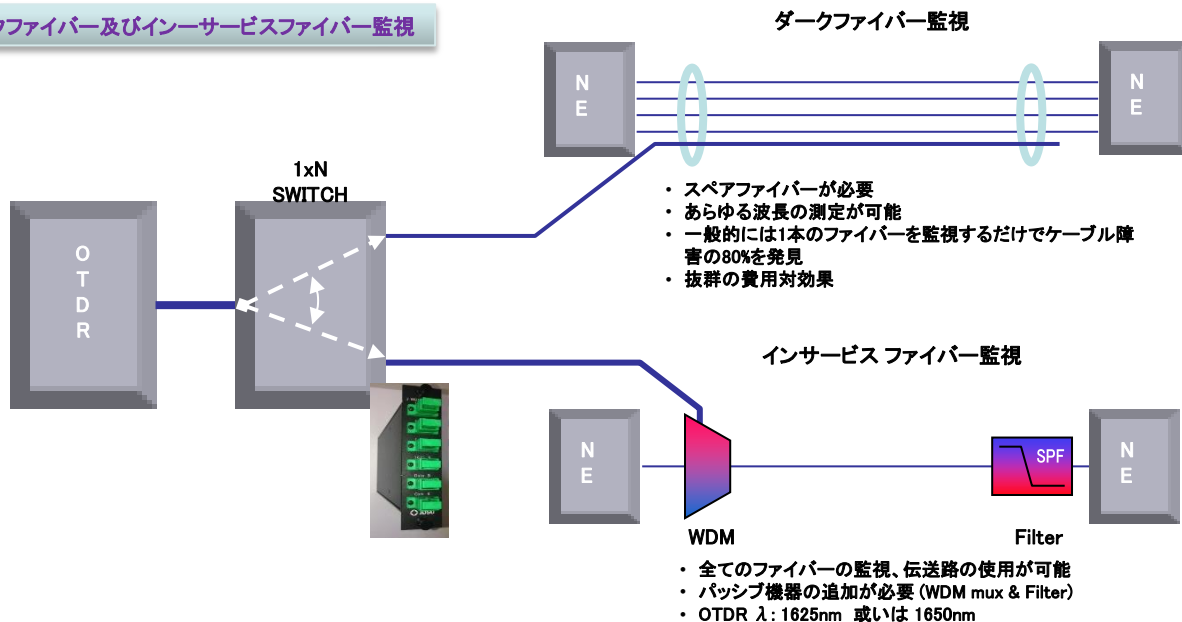 クファイバー及びインーサービスファイバー監視
ダークファイバー監視
N
E
N
E
1xN
SWITCH
O
T
D
R
・ スペアファイバーが必要
・ あらゆる波長の測定が可能
・ 一般的には1本のファイバーを監視するだけでケーブル障
害の80%を発見
・ 抜群の費用対効果
インサービス ファイバー監視
N
E
SPF
N
E
WDM
Filter
・ 全てのファイバーの監視、伝送路の使用が可能
・ パッシブ機器の追加が必要 (WDM mux & Filter)
・ OTDR λ: 1625nm 或いは 1650nm